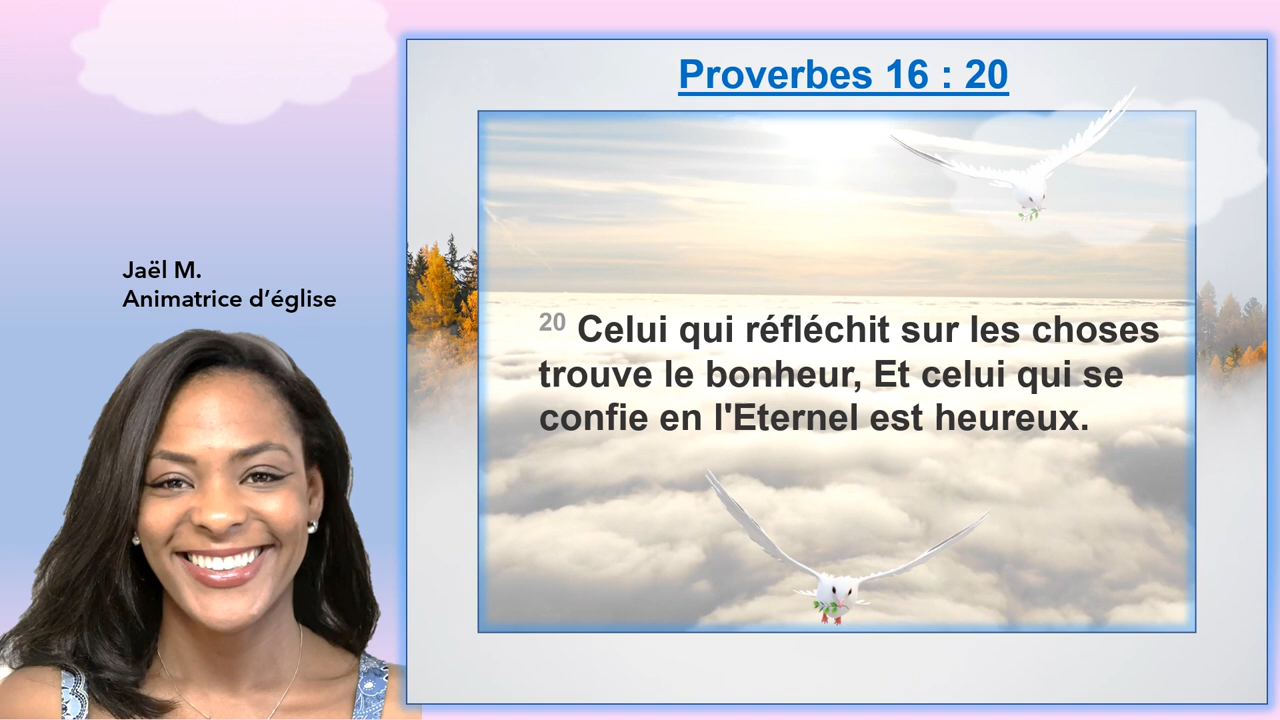 Proverbes 16 : 20
Jaël M.
Animatrice d’église
20 Celui qui réfléchit sur les choses
trouve le bonheur, Et celui qui se
confie en l'Eternel est heureux.